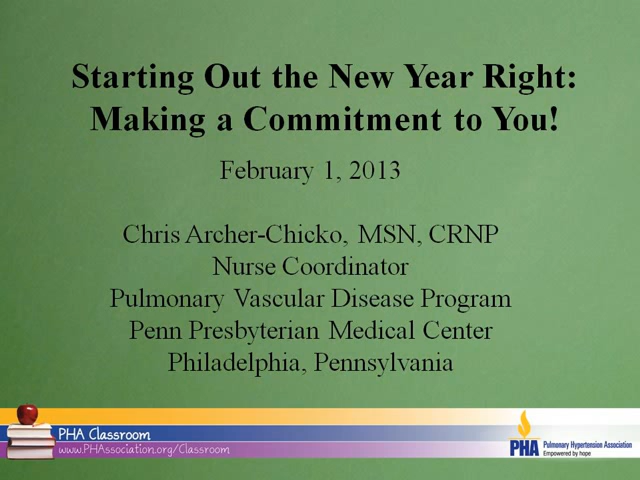 Starting Out the New Year Right:
Making a Commitment to You!
February 1, 2013
Chris Archer-Chicko, MSN, CRNP
Nurse Coordinator
Pulmonary Vascular Disease Program
Penn Presbyterian Medical Center
Philadelphia, Pennsylvania
PHA Classroom
www.PHAssociation.org/Classroom
PHA Pulmonary Hypertension Association
Empowered by hope